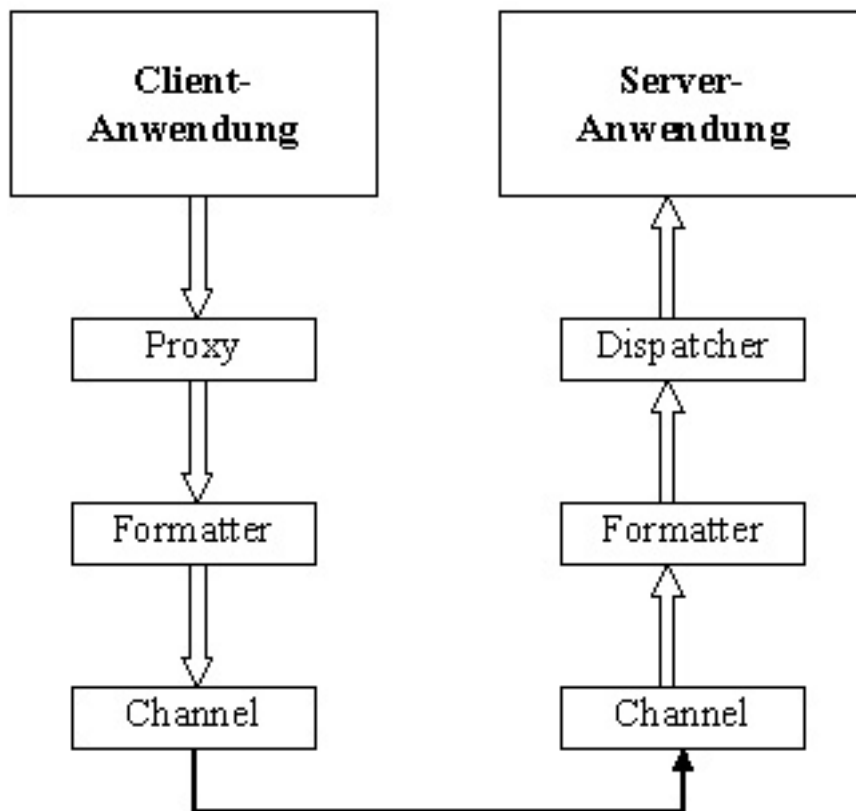 Client-
Anwendung
Proxy
Formatter
Channel
Server-
Anwendung
Dispatcher
Formatter
Channel